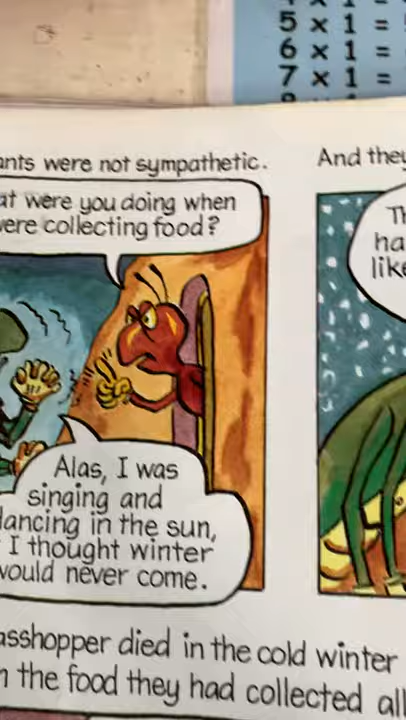 5 x 1 =
6 x 1 =
7 x 1 =
ants were not sympathetic.
at were you doing when
were collecting food?
Alas, I was
singing and
dancing in the sun,
I thought winter
would never come.
And they
ha
like
asshopper died in the cold winter
the food they had collected all